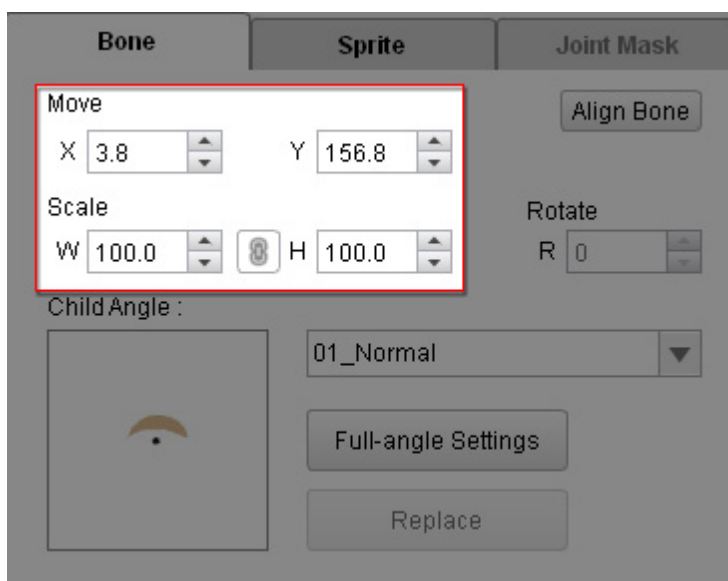 Bone Sprite Joint Mask
Move Align Bone
X 3.8 Y 156.8
Scale Rotate
W 100.0 H 100.0 R 0
Child Angle :
01_Normal
Full-angle Settings
Replace